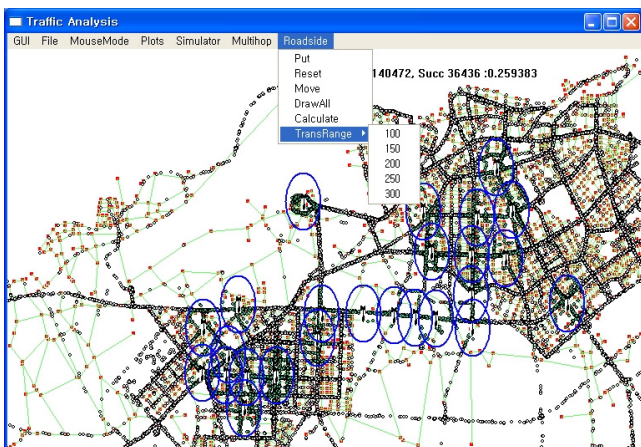 Traffic Analysis
GUI File MouseMode Plots Simulator Multihop Roadside
Put
140472, Succ 36436 :0.259383
Reset
Move
DrawAll
Calculate
TransRange
100
150
200
250
300